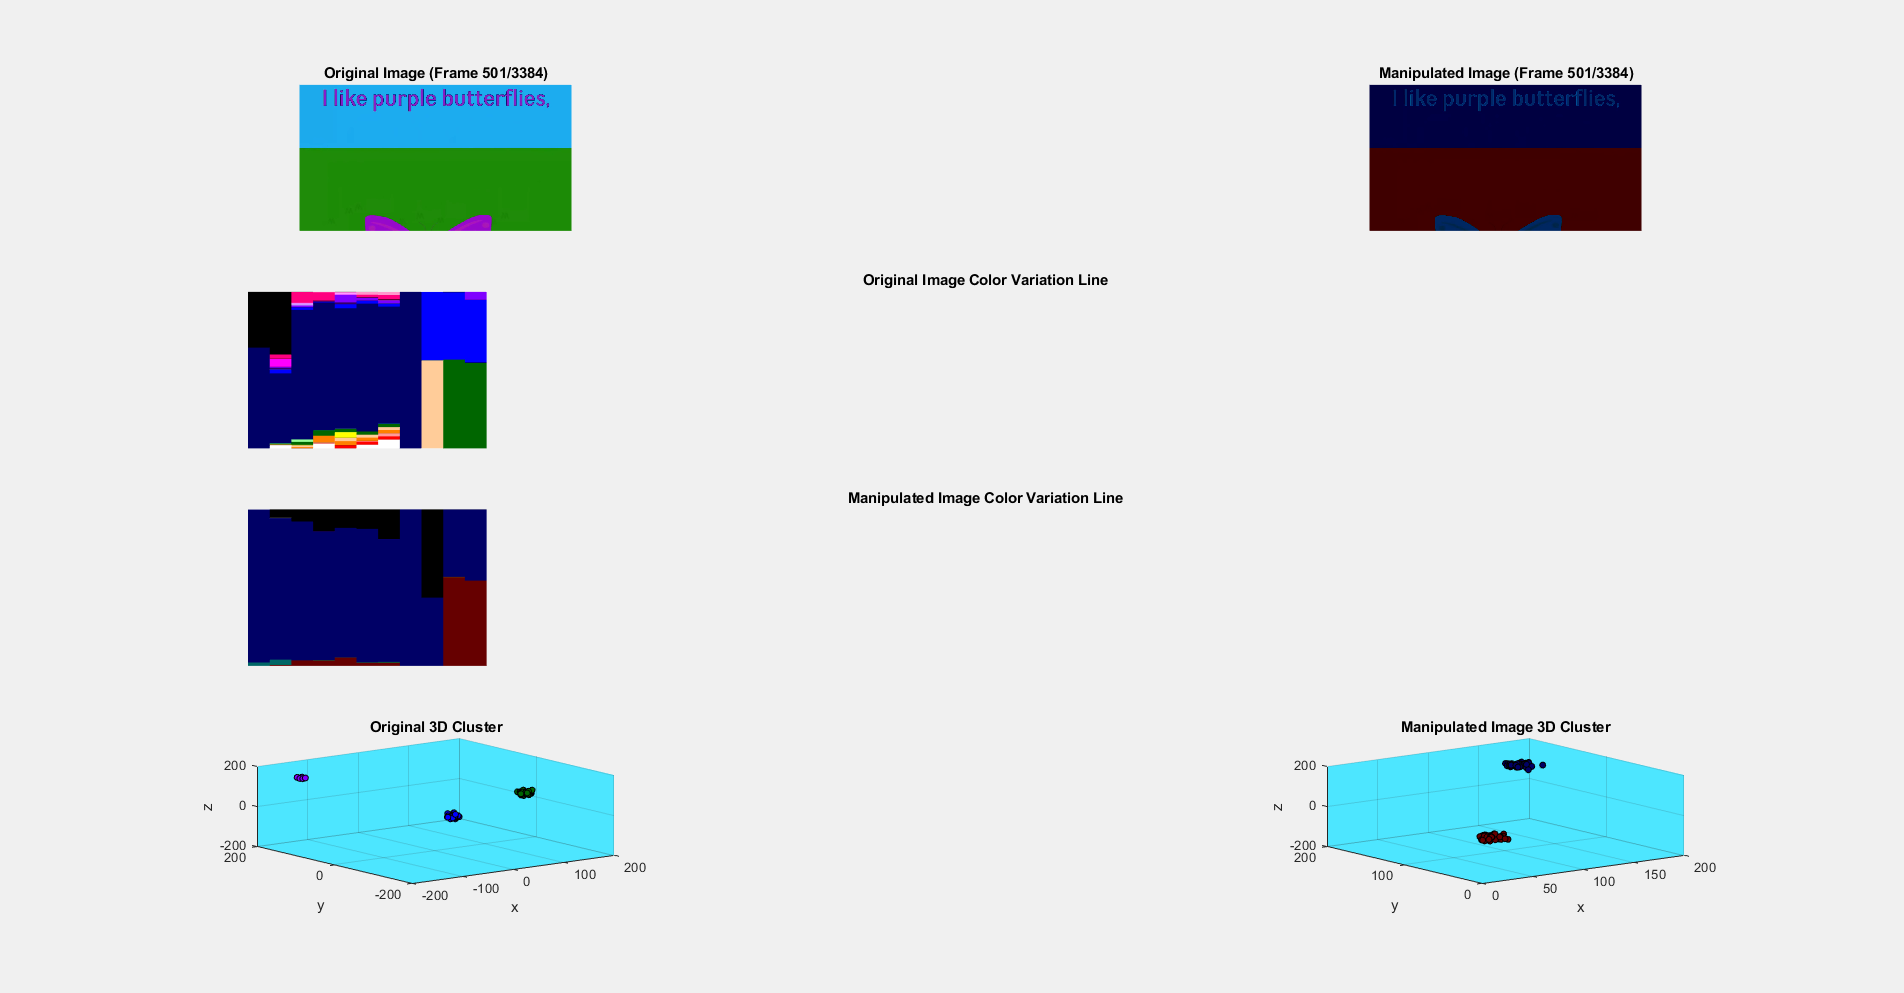 Original Image (Frame 501/3384)
I like purple butterflies,
Manipulated Image (Frame 501/3384)
I like purple butterflies,
Original Image Color Variation Line
Manipulated Image Color Variation Line
Original 3D Cluster
200
0
-200
z
200
0
-200
y
-200
-100
0
100
200
x
Manipulated Image 3D Cluster
200
0
-200
z
200
100
0
y
0
50
100
150
200
x